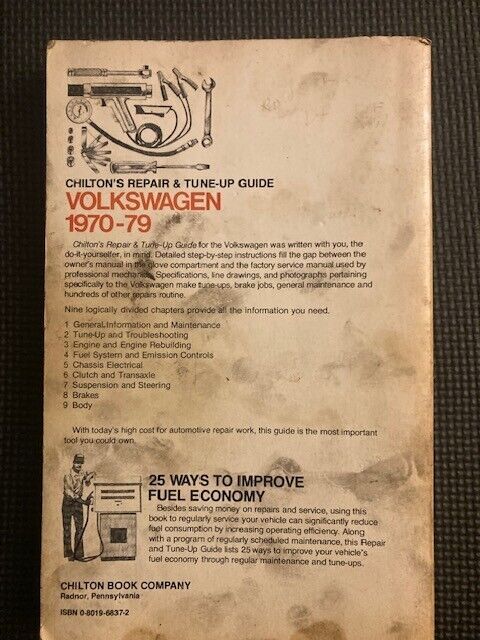 CHILTON'S REPAIR & TUNE-UP GUIDE
VOLKSWAGEN
1970-79
Chilton's Repair & Tune-Up Guide for the Volkswagen was written with you, the
do-it-yourselfer, in mind. Detailed step-by-step instructions fill the gap between the
owner's manual in the glove compartment and the factory service manual used by
professional mechanics. Specifications, line drawings, and photographs pertaining
specifically to the Volkswagen make tune-ups, brake jobs, general maintenance and
hundreds of other repairs routine.
Nine logically divided chapters provide all the information you need.
1 General Information and Maintenance
2 Tune-Up and Troubleshooting
3 Engine and Engine Rebuilding
4 Fuel System and Emission Controls
5 Chassis Electrical
6 Clutch and Transaxle
7 Suspension and Steering
8 Brakes
9 Body
With today's high cost for automotive repair work, this guide is the most important
tool you could own.
25 WAYS TO IMPROVE
FUEL ECONOMY
Besides saving money on repairs and service, using this
book to regularly service your vehicle can significantly reduce
fuel consumption by increasing operating efficiency. Along
with a program of regularly scheduled maintenance, this Repair
and Tune-Up Guide lists 25 ways to improve your vehicle's
fuel economy through regular maintenance and tune-ups.
CHILTON BOOK COMPANY
Radnor, Pennsylvania
ISBN 0-8019-6837-2